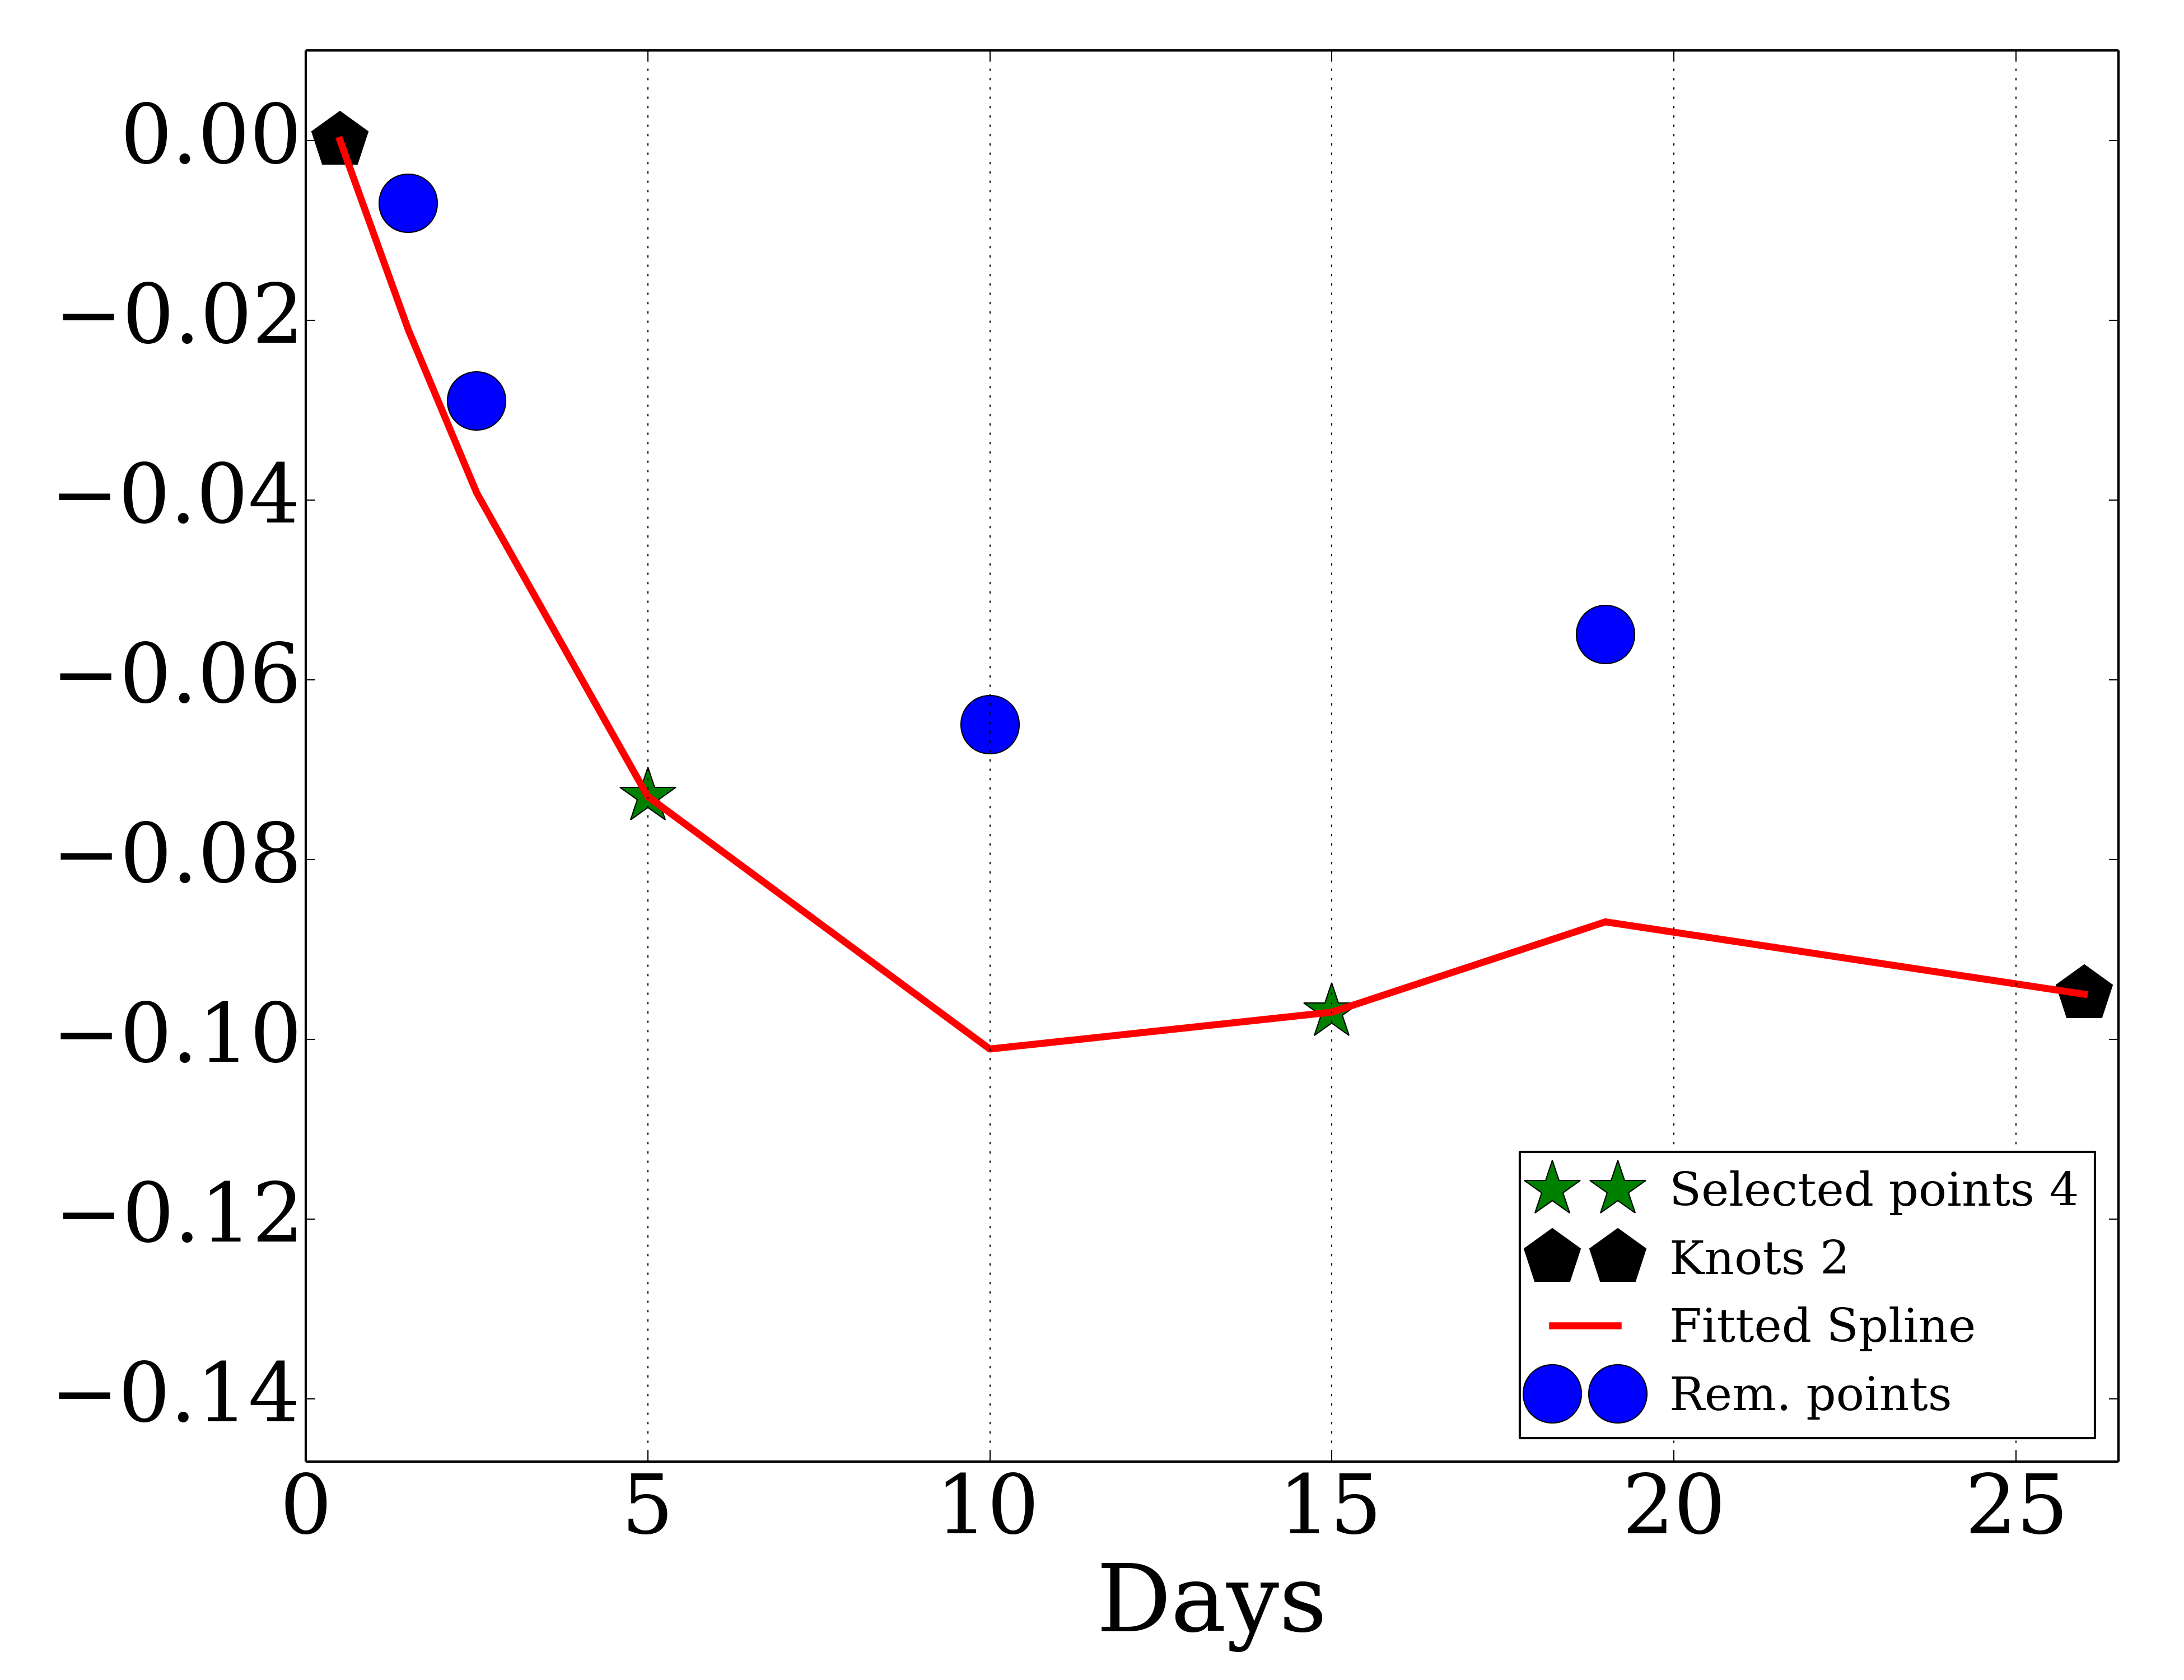 0.00
−0.02
−0.04
−0.06
−0.08
−0.10
−0.12
−0.14
0 5 10 15 20 25
Days
Selected points 4
Knots 2
Fitted Spline
Rem. points